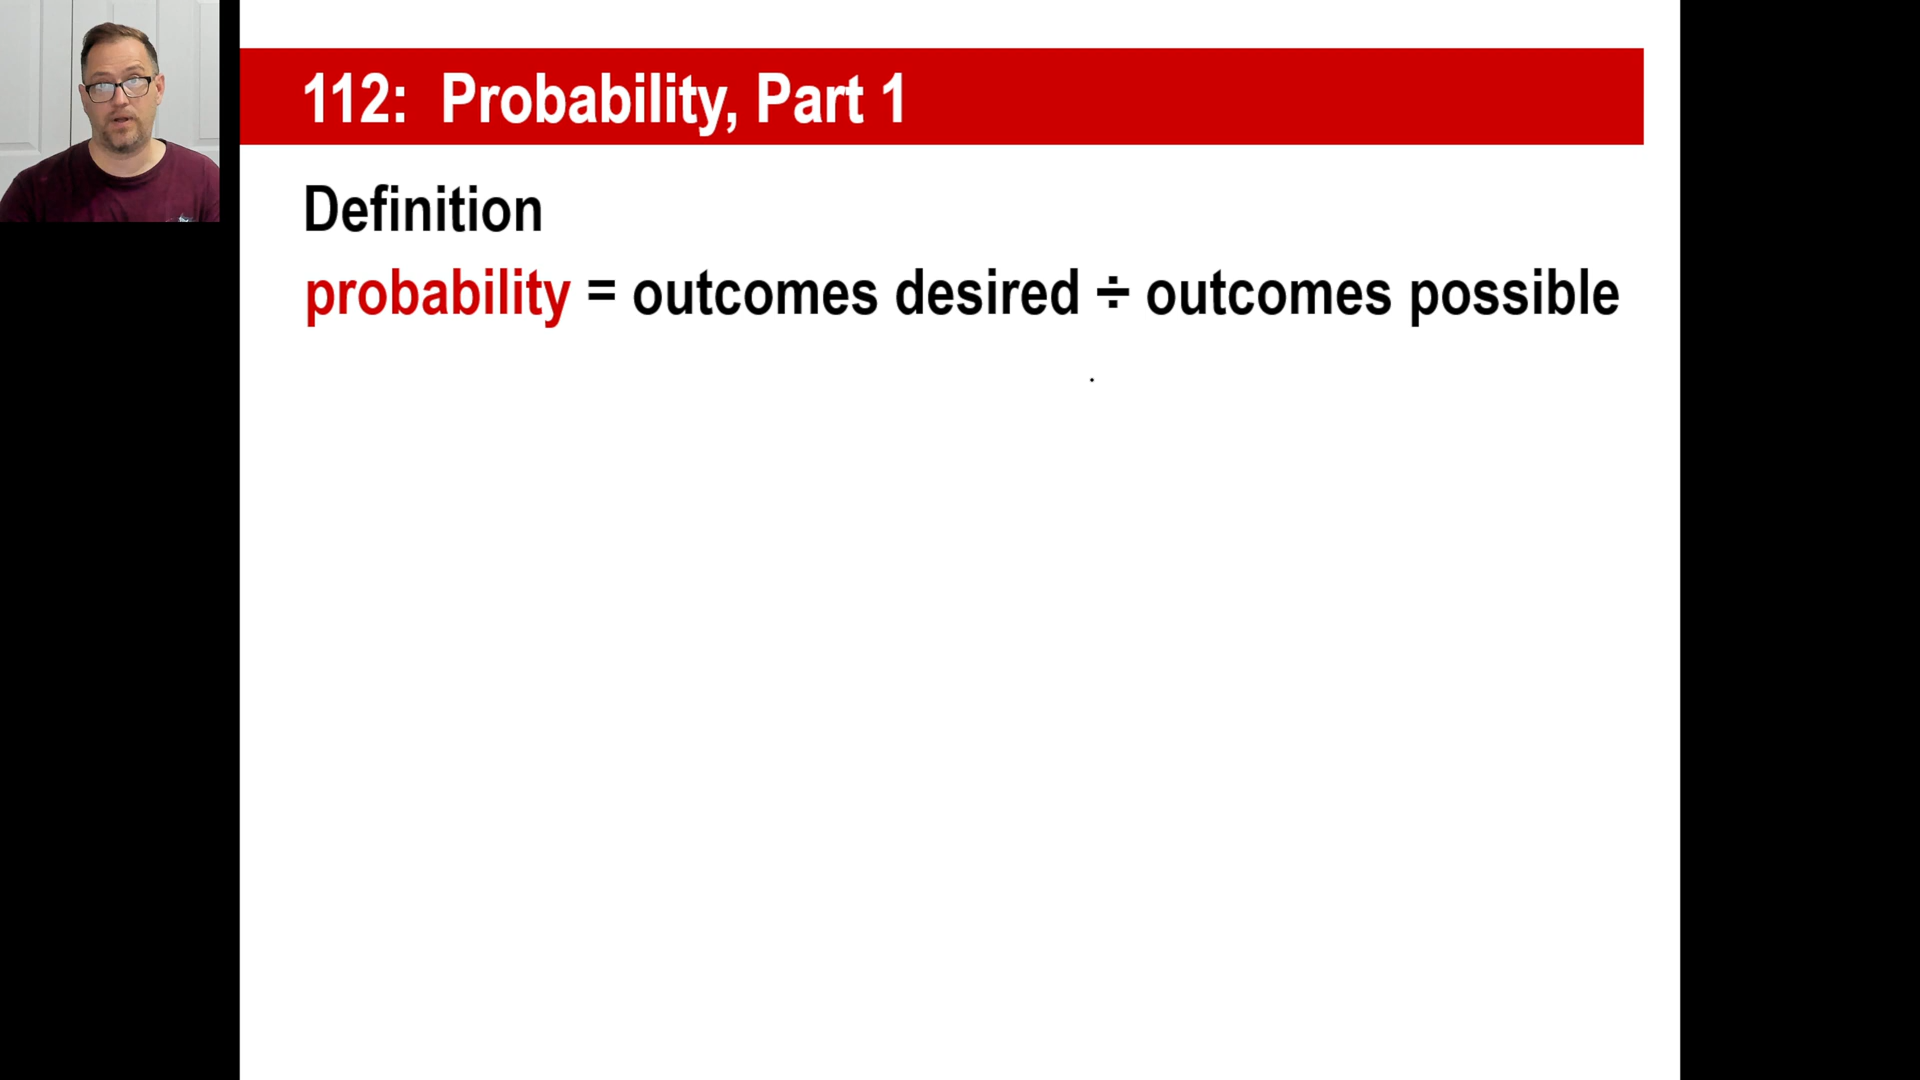 112: Probability, Part 1
Definition
probability = outcomes desired ÷ outcomes possible